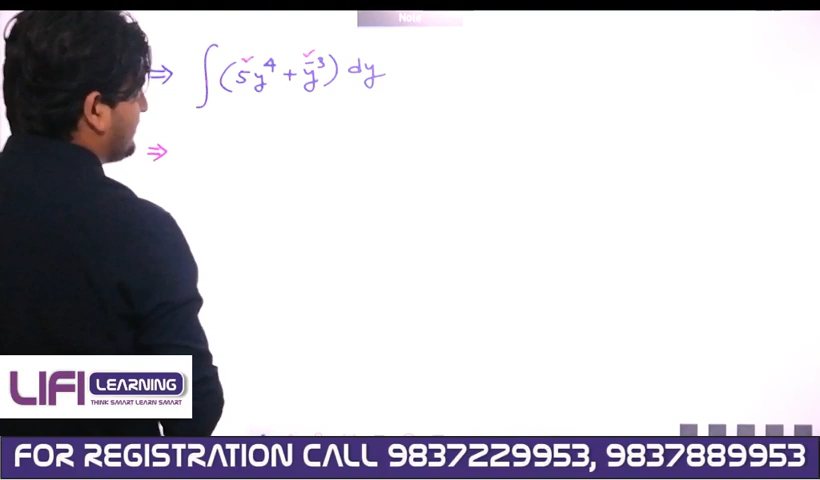 Note
⇒ ∫(5y⁴ + y⁻³) dy
⇒
LIFI LEARNING
THINK SMART LEARN SMART
FOR REGISTRATION CALL 9837229953, 9837889953